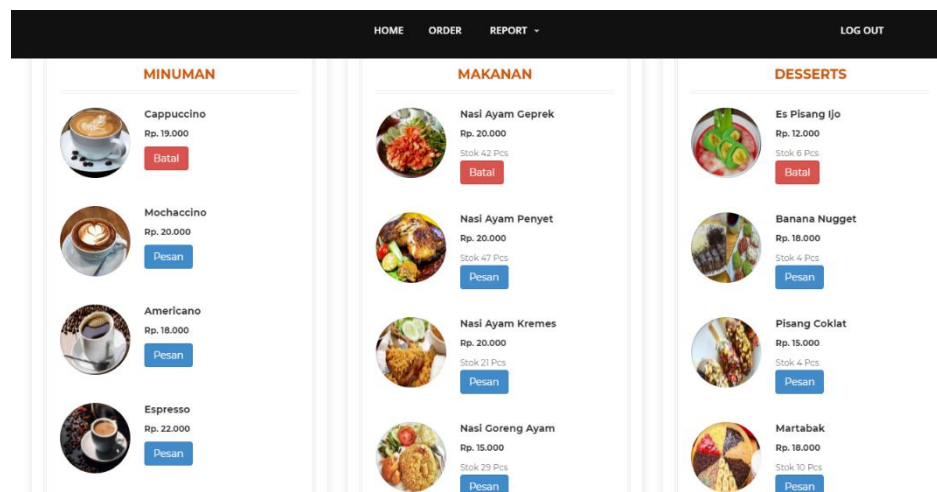 HOME ORDER REPORT LOG OUT
MINUMAN
Cappuccino
Rp. 19.000
Batal
Mochaccino
Rp. 20.000
Pesan
Americano
Rp. 18.000
Pesan
Espresso
Rp. 22.000
Pesan
MAKANAN
Nasi Ayam Geprek
Rp. 20.000
Stok 42 Pcs
Batal
Nasi Ayam Penyet
Rp. 20.000
Stok 47 Pcs
Pesan
Nasi Ayam Kremes
Rp. 20.000
Stok 21 Pcs
Pesan
Nasi Goreng Ayam
Rp. 15.000
Stok 29 Pcs
Pesan
DESSERTS
Es Pisang Ijo
Rp. 12.000
Stok 6 Pcs
Batal
Banana Nugget
Rp. 18.000
Stok 4 Pcs
Pesan
Pisang Coklat
Rp. 15.000
Stok 4 Pcs
Pesan
Martabak
Rp. 18.000
Stok 10 Pcs
Pesan